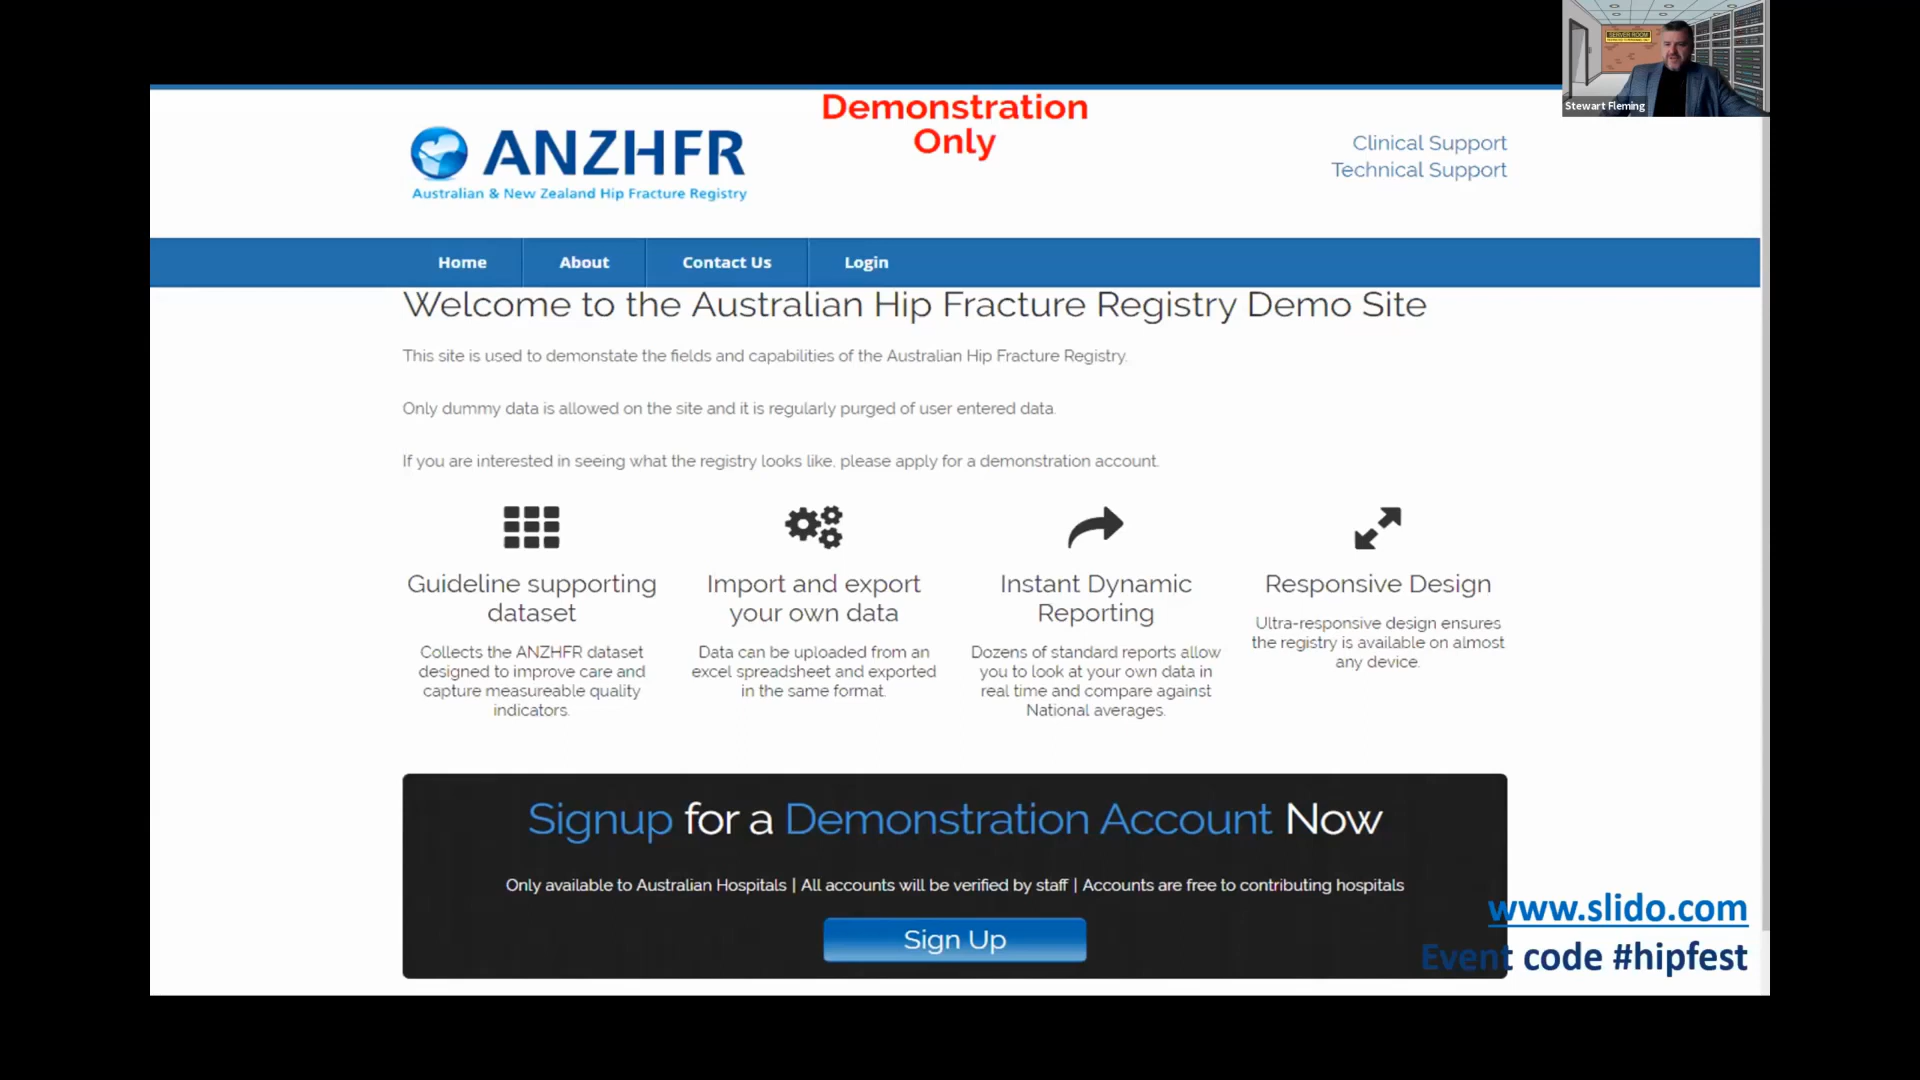 SERVER ROOM
Stewart Fleming
Demonstration
Only
ANZHFR
Australian & New Zealand Hip Fracture Registry
Clinical Support
Technical Support
Home About Contact Us Login
Welcome to the Australian Hip Fracture Registry Demo Site
This site is used to demonstate the fields and capabilities of the Australian Hip Fracture Registry.
Only dummy data is allowed on the site and it is regularly purged of user entered data.
If you are interested in seeing what the registry looks like, please apply for a demonstration account.
Guideline supporting
dataset
Collects the ANZHFR dataset
designed to improve care and
capture measureable quality
indicators.
Import and export
your own data
Data can be uploaded from an
excel spreadsheet and exported
in the same format.
Instant Dynamic
Reporting
Dozens of standard reports allow
you to look at your own data in
real time and compare against
National averages.
Responsive Design
Ultra-responsive design ensures
the registry is available on almost
any device.
Signup for a Demonstration Account Now
Only available to Australian Hospitals | All accounts will be verified by staff | Accounts are free to contributing hospitals
Sign Up
www.slido.com
Event code #hipfest